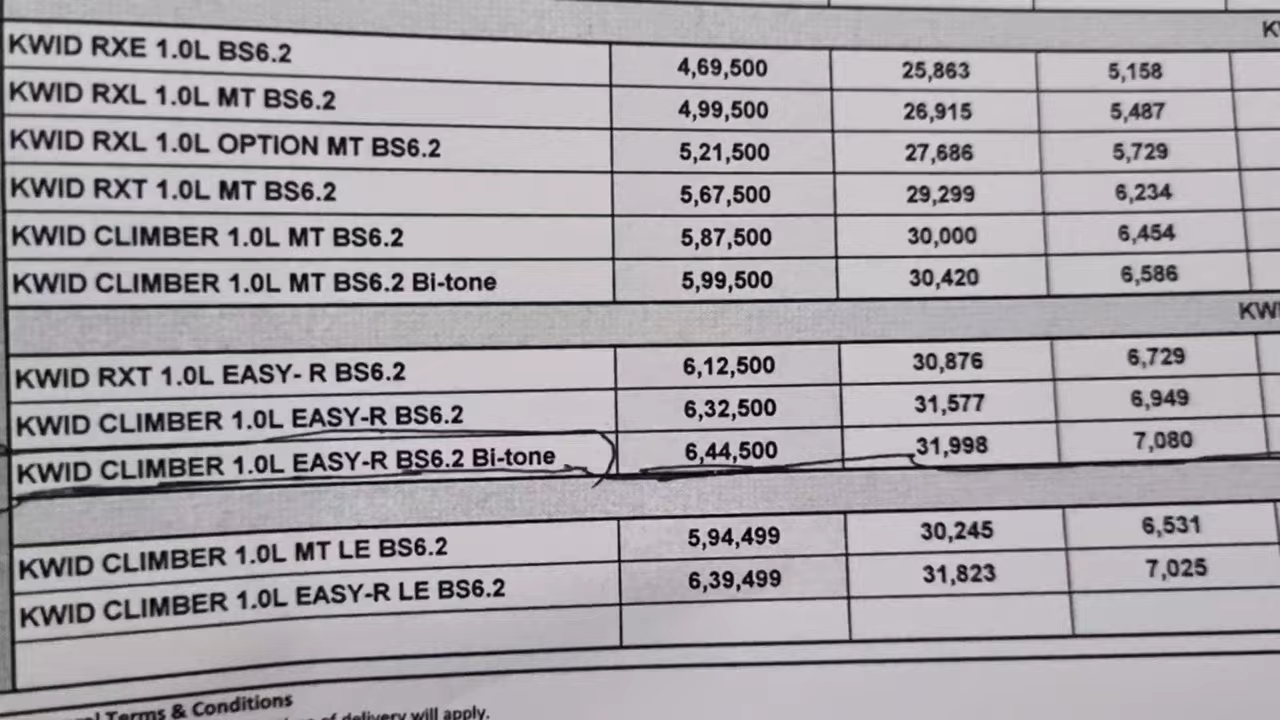 K
KWID RXE 1.0L BS6.2 4,69,500 25,863 5,158
KWID RXL 1.0L MT BS6.2 4,99,500 26,915 5,487
KWID RXL 1.0L OPTION MT BS6.2 5,21,500 27,686 5,729
KWID RXT 1.0L MT BS6.2 5,67,500 29,299 6,234
KWID CLIMBER 1.0L MT BS6.2 5,87,500 30,000 6,454
KWID CLIMBER 1.0L MT BS6.2 Bi-tone 5,99,500 30,420 6,586
KWI
KWID RXT 1.0L EASY- R BS6.2 6,12,500 30,876 6,729
KWID CLIMBER 1.0L EASY-R BS6.2 6,32,500 31,577 6,949
KWID CLIMBER 1.0L EASY-R BS6.2 Bi-tone 6,44,500 31,998 7,080
KWID CLIMBER 1.0L MT LE BS6.2 5,94,499 30,245 6,531
KWID CLIMBER 1.0L EASY-R LE BS6.2 6,39,499 31,823 7,025
Terms & Conditions
of delivery will apply.